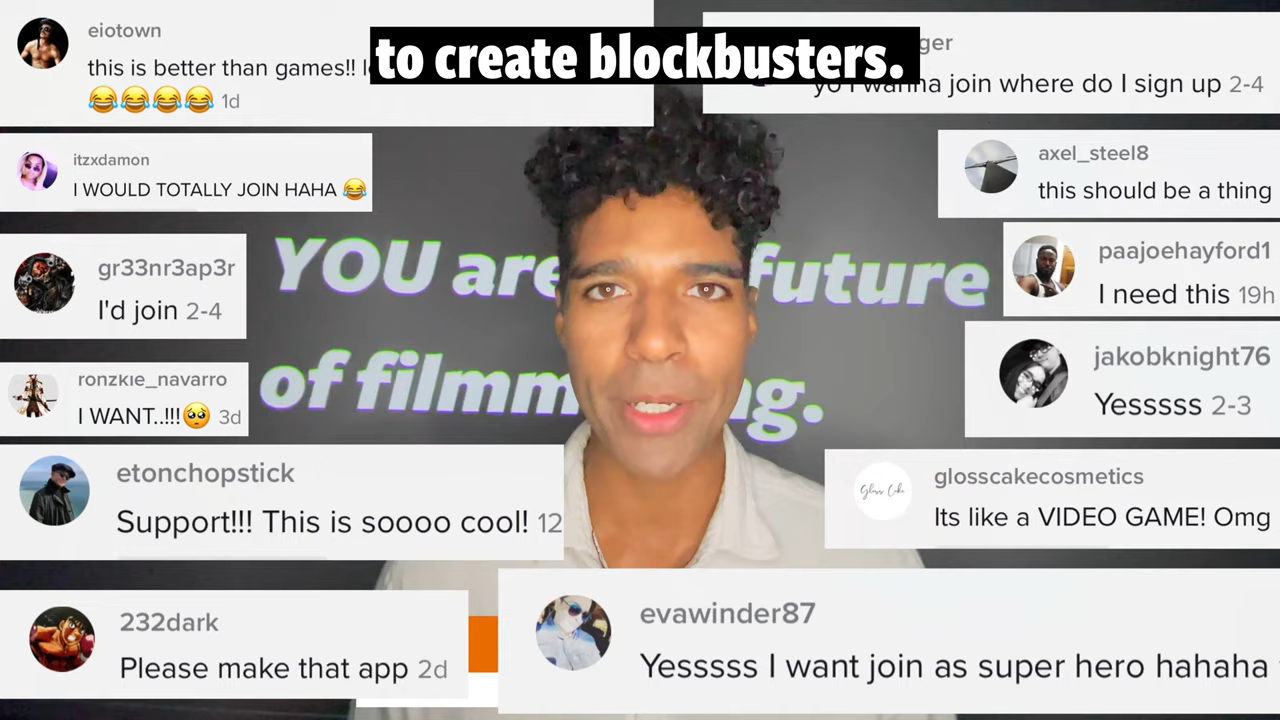 to create blockbusters.
eiotown
this is better than games!!
😂😂😂😂 1d
ger
yo I wanna join where do I sign up 2-4
itzxdamon
I WOULD TOTALLY JOIN HAHA 😂
axel_steel8
this should be a thing
gr33nr3ap3r
I'd join 2-4
paajoehayford1
I need this 19h
YOU are future
of filmm g.
ronzkie_navarro
I WANT..!!!🥺 3d
jakobknight76
Yesssss 2-3
etonchopstick
Support!!! This is soooo cool! 12
glosscakecosmetics
Its like a VIDEO GAME! Omg
Gloss Cake
232dark
Please make that app 2d
evawinder87
Yesssss I want join as super hero hahaha